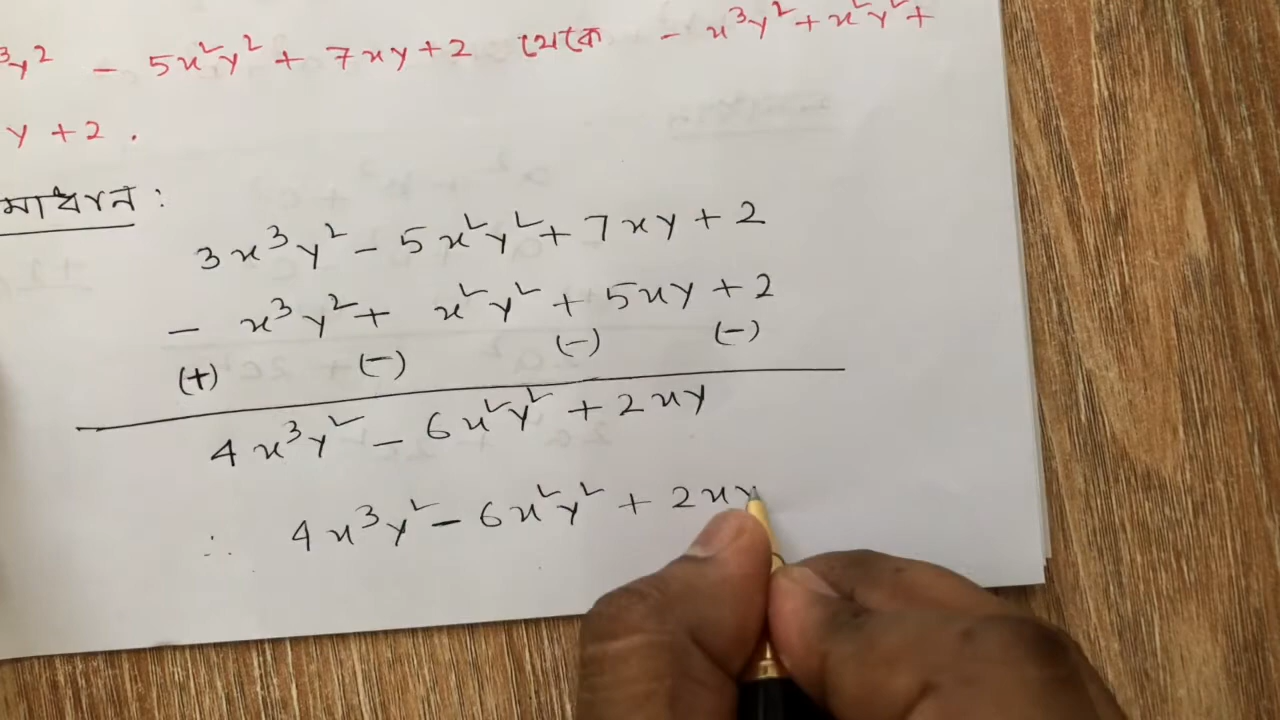 ³y² - 5x²y² + 7xy + 2 থেকে - x³y² + x²y² +
y + 2 .
মাধান :
3x³y² - 5x²y² + 7xy + 2
- x³y² + x²y² + 5xy + 2
(+) (-) (-) (-)
4x³y² - 6x²y² + 2xy
∴ 4x³y² - 6x²y² + 2xy